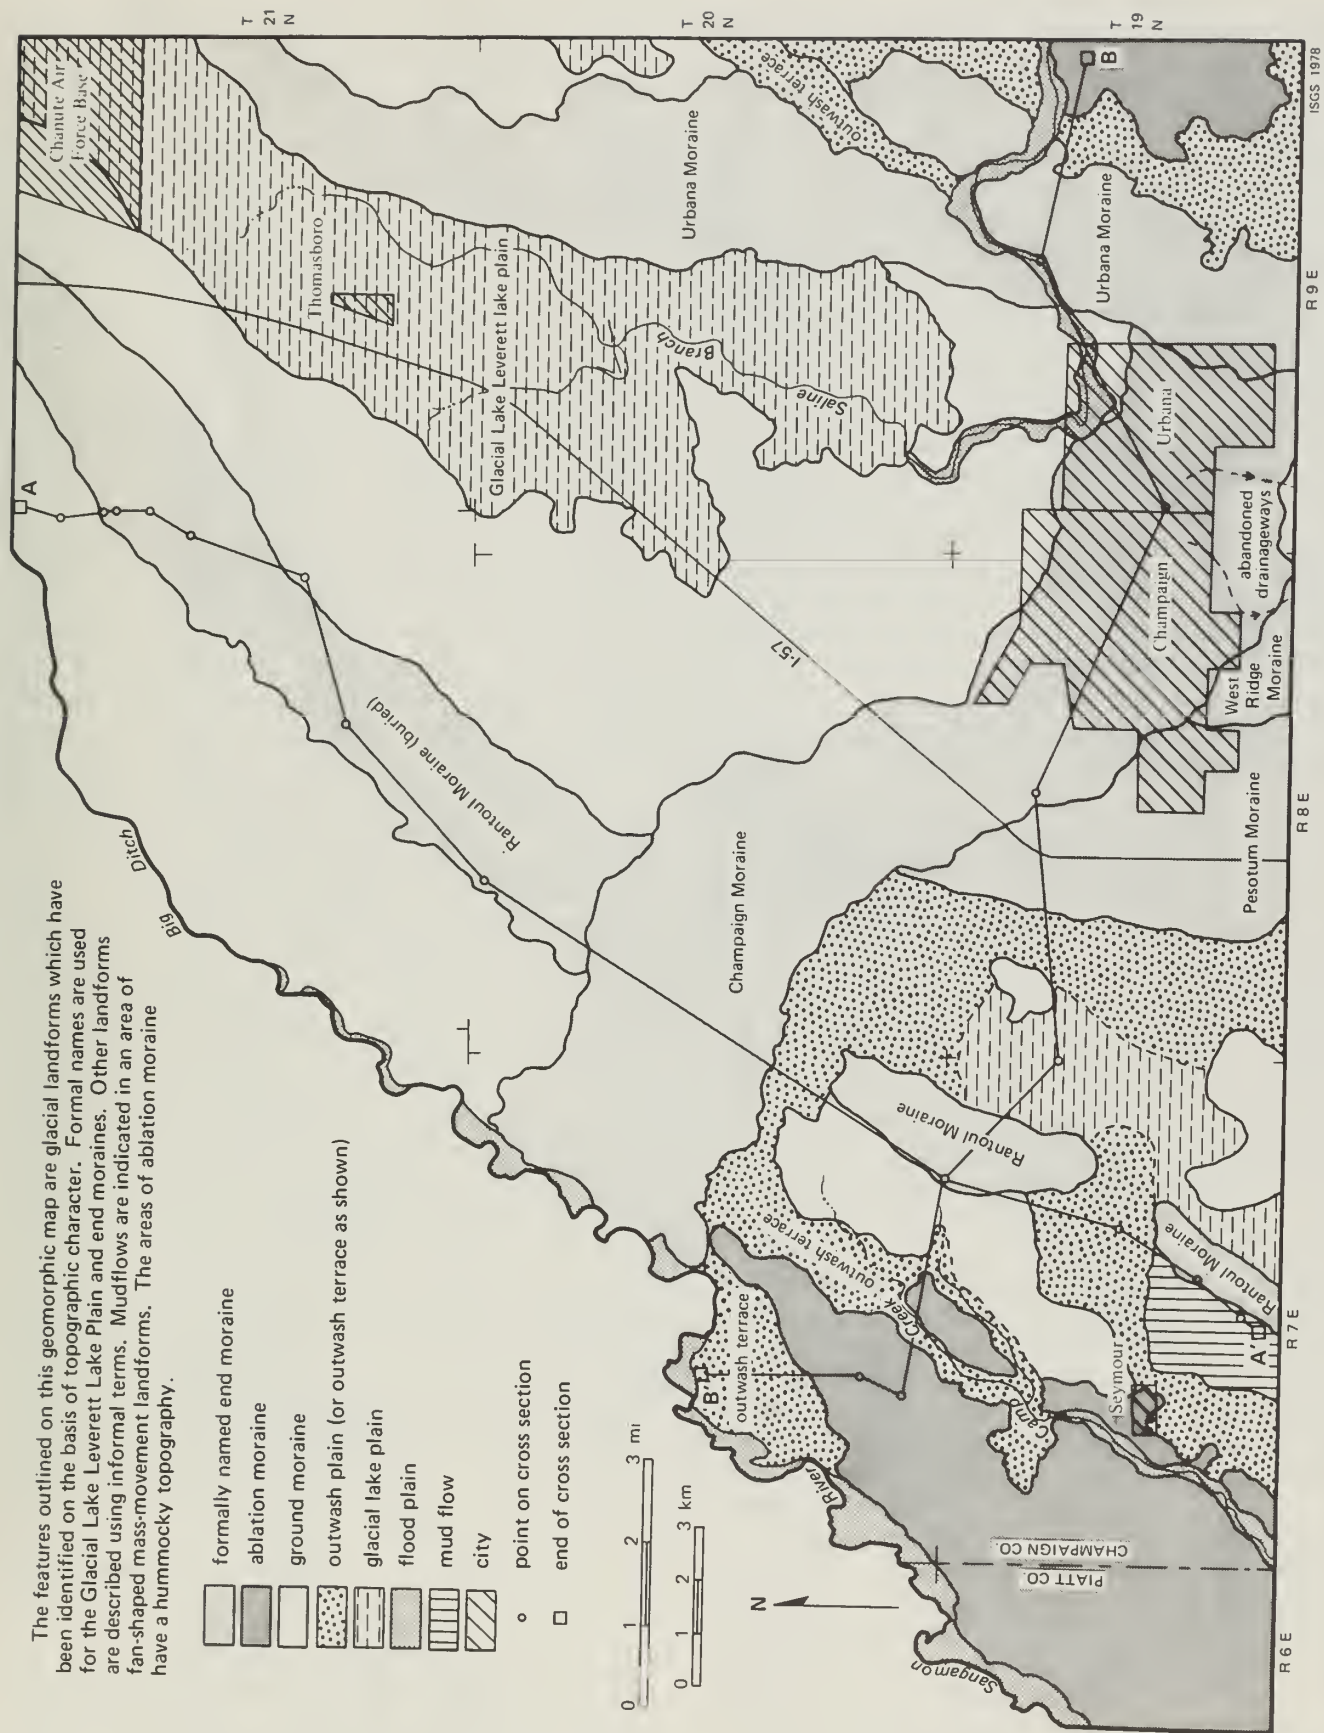 The features outlined on this geomorphic map are glacial landforms which have
been identified on the basis of topographic character. Formal names are used
for the Glacial Lake Leverett Lake Plain and end moraines. Other landforms
are described using informal terms. Mudflows are indicated in an area of
fan-shaped mass-movement landforms. The areas of ablation moraine
have a hummocky topography.
formally named end moraine
ablation moraine
ground moraine
outwash plain (or outwash terrace as shown)
glacial lake plain
flood plain
mud flow
city
point on cross section
end of cross section
0 1 2 3 mi
0 1 2 3 km
N
Big
Ditch
A
Rantoul Moraine (buried)
Chanute Air
Force Base
Thomasboro
Glacial Lake Leverett lake plain
Saline
Branch
Urbana Moraine
outwash terrace
Champaign Moraine
I-57
T
21
N
T
20
N
T
19
N
B
Urbana Moraine
Urbana
Champaign
abandoned
drainageways
West
Ridge
Moraine
Pesotum Moraine
Rantoul Moraine
Rantoul Moraine
outwash terrace
outwash terrace
B'
Camp
Creek
Seymour
A'
Sangamon
River
PIATT CO.
CHAMPAIGN CO.
R 6 E
R 7 E
R 8 E
R 9 E
ISGS 1978